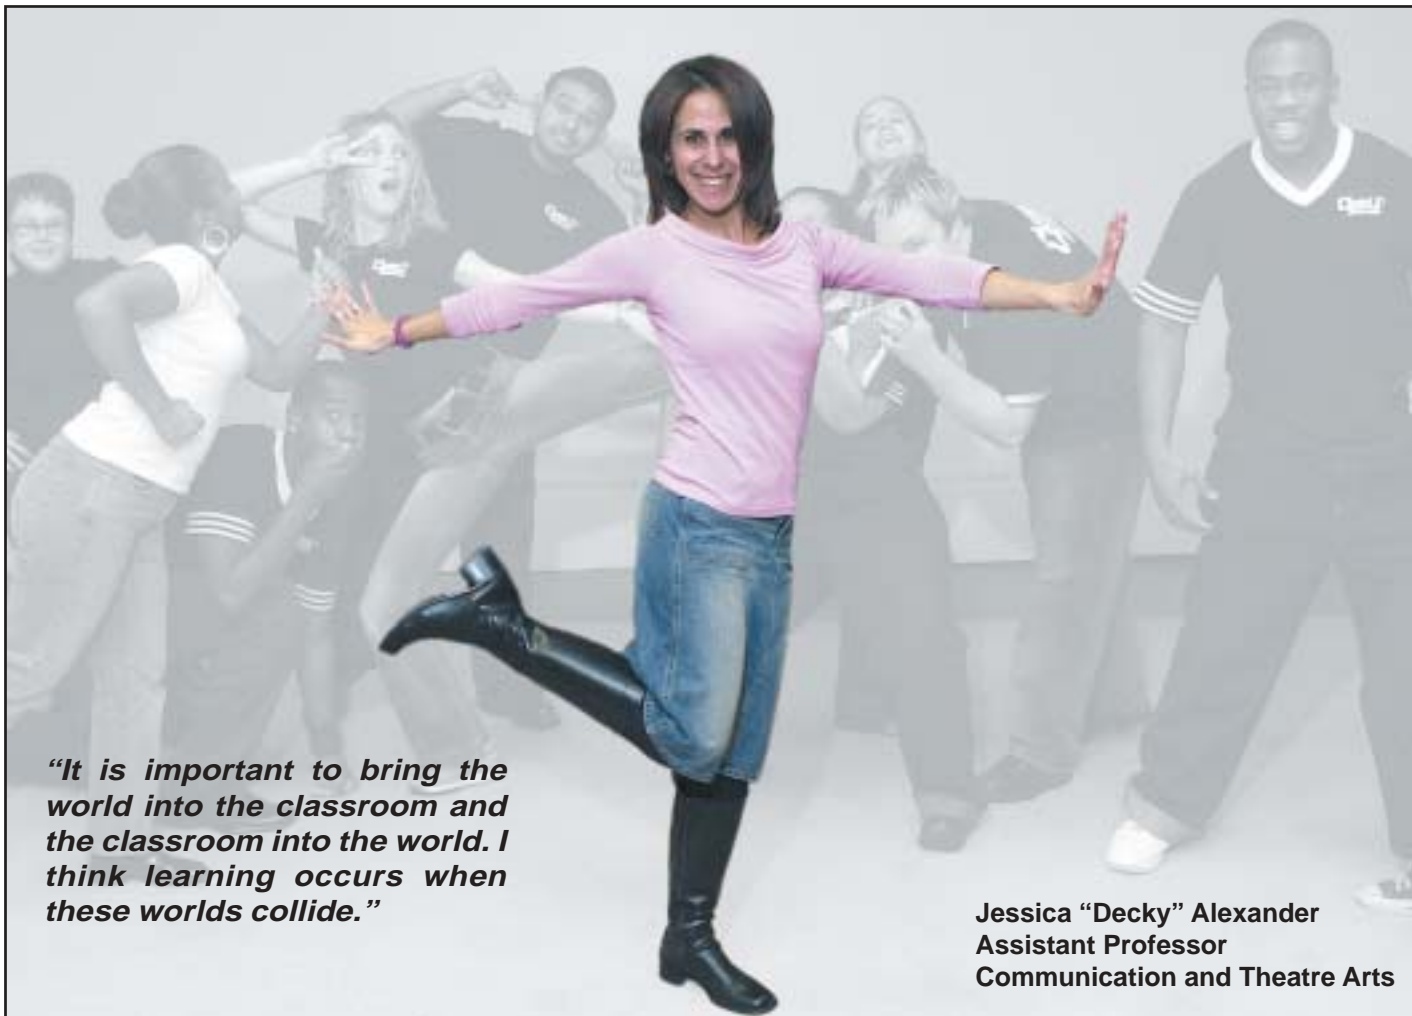 “It is important to bring the
world into the classroom and
the classroom into the world. I
think learning occurs when
these worlds collide.”
Jessica “Decky” Alexander
Assistant Professor
Communication and Theatre Arts